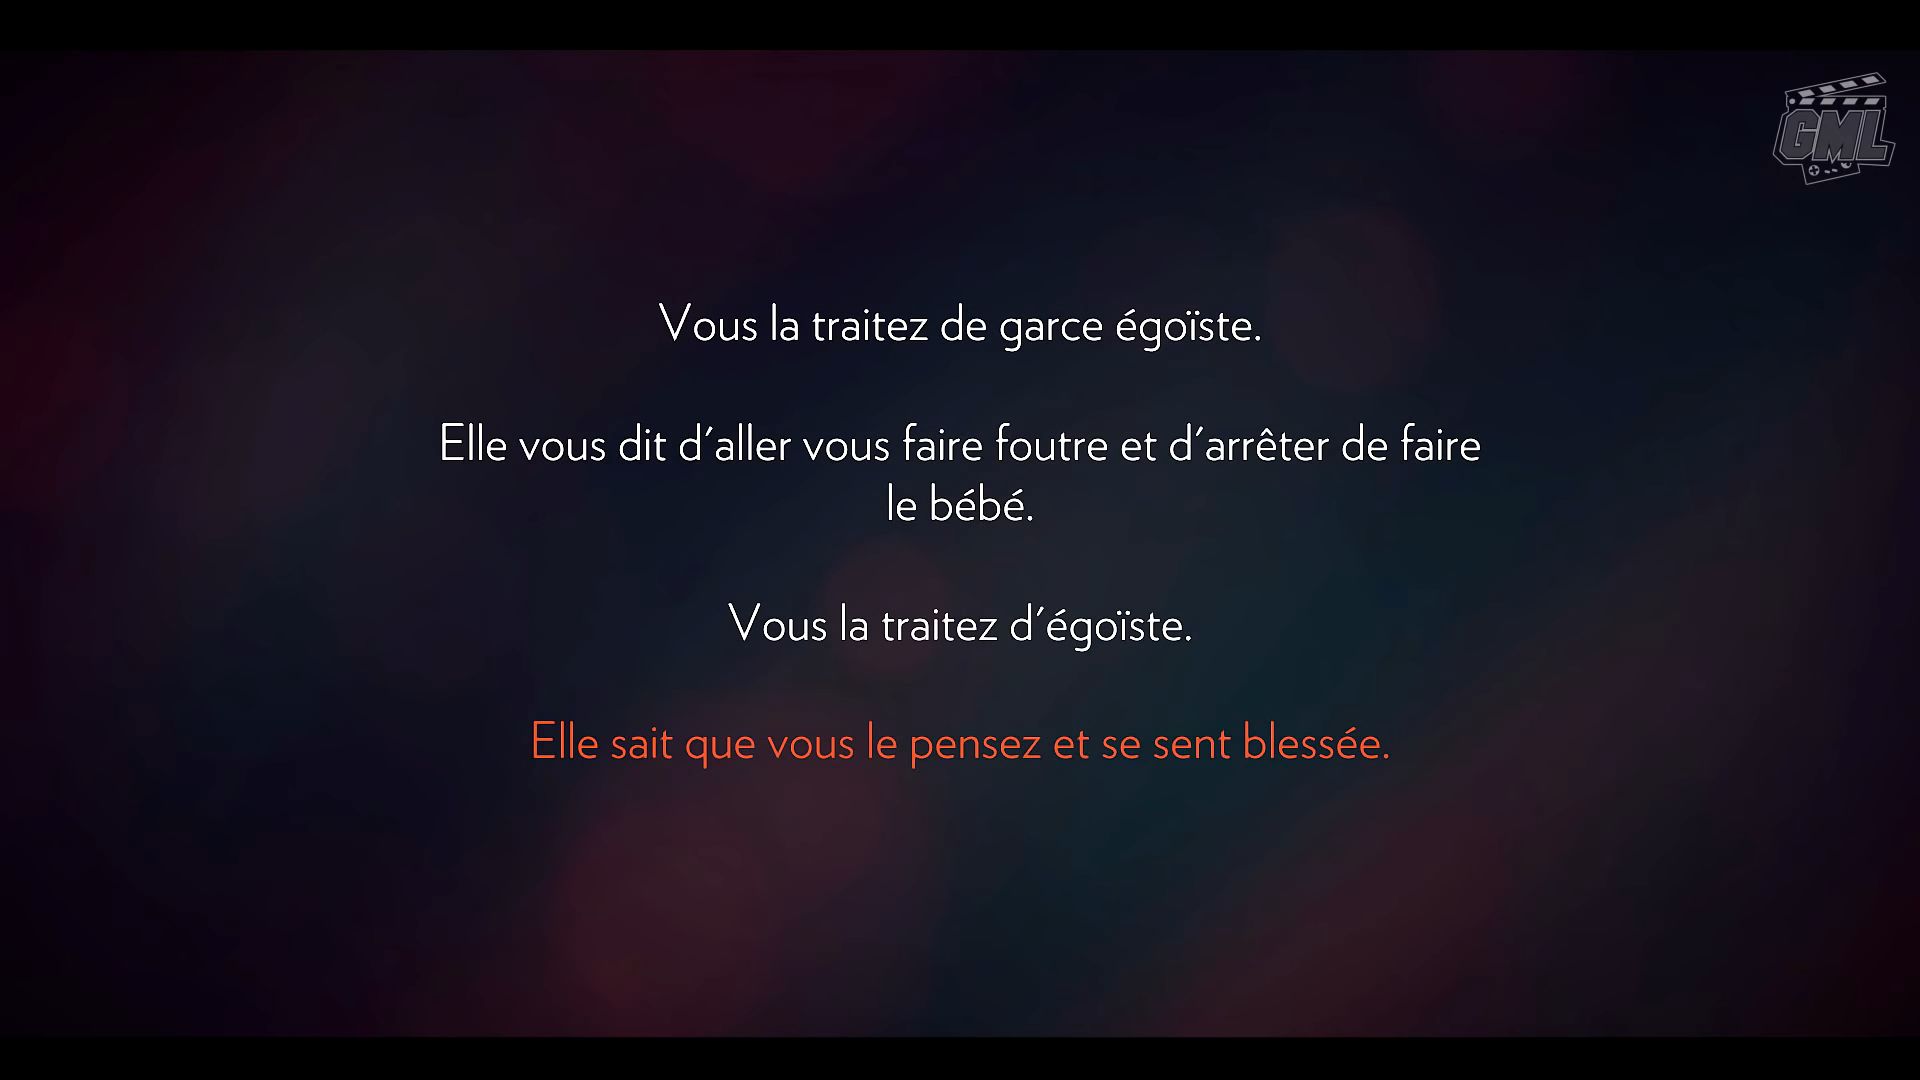 GML
Vous la traitez de garce égoïste.
Elle vous dit d'aller vous faire foutre et d'arrêter de faire
le bébé.
Vous la traitez d'égoïste.
Elle sait que vous le pensez et se sent blessée.